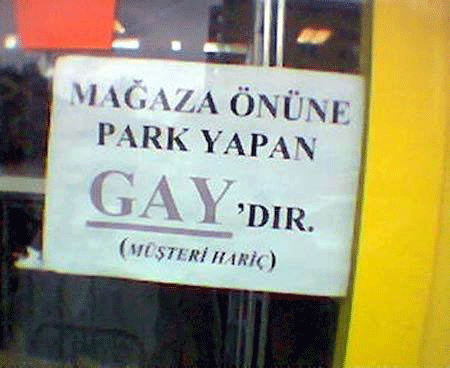 MAĞAZA ÖNÜNE
PARK YAPAN
GAY'DIR.
(MÜŞTERİ HARİÇ)